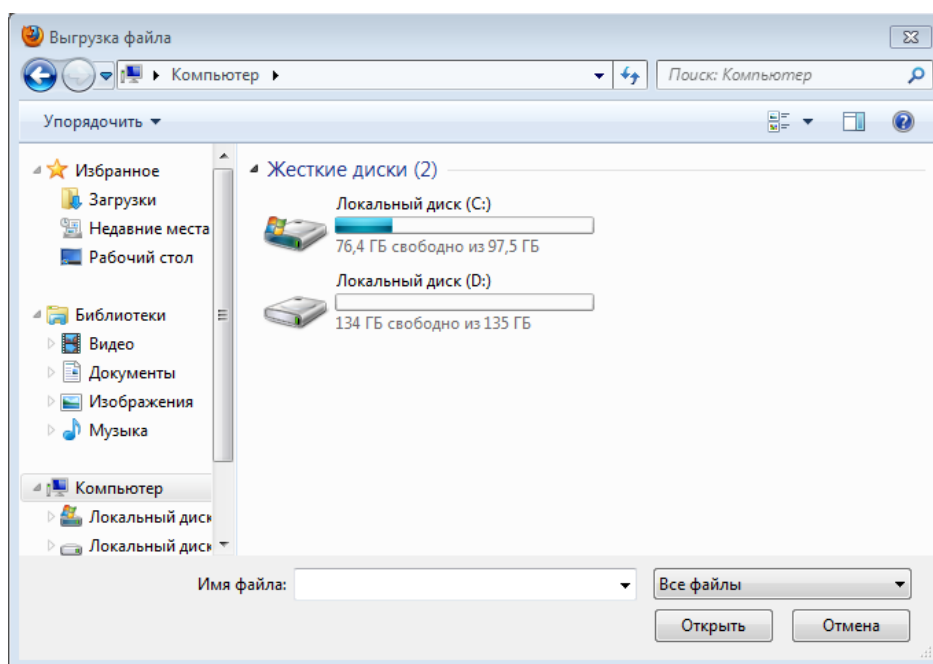 Выгрузка файла
Компьютер
Поиск: Компьютер
Упорядочить
Избранное
Загрузки
Недавние места
Рабочий стол
Библиотеки
Видео
Документы
Изображения
Музыка
Компьютер
Локальный диск
Локальный диск
Жесткие диски (2)
Локальный диск (C:)
76,4 ГБ свободно из 97,5 ГБ
Локальный диск (D:)
134 ГБ свободно из 135 ГБ
Имя файла:
Все файлы
Открыть
Отмена